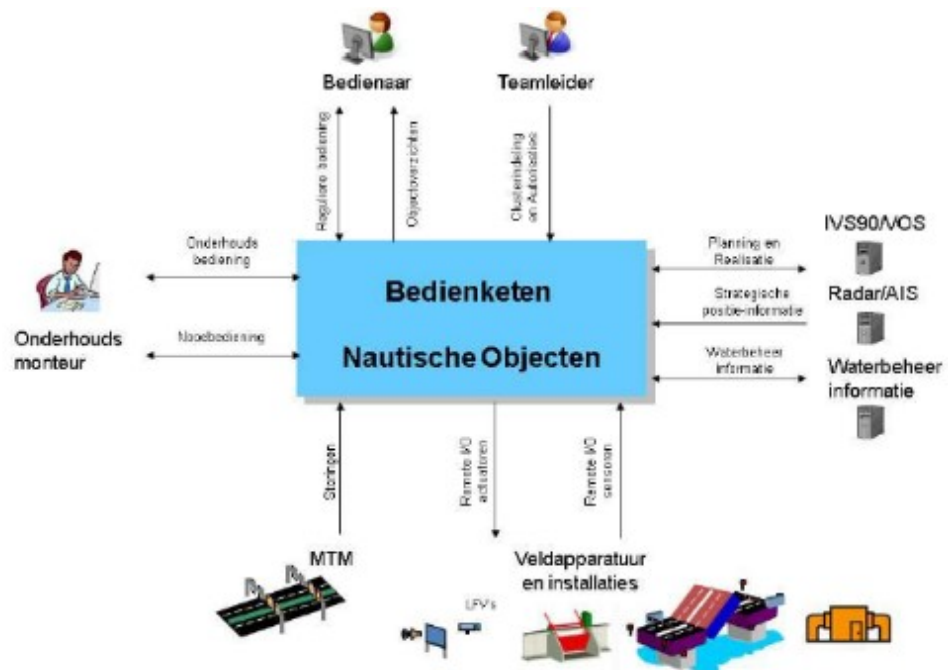 Bedienaar
Teamleider
Reguliere bediening
Objectoverzichten
Clusterindeling
en Autorisaties
IVS90/VOS
Onderhouds
bediening
Planning en
Realisatie
Bedienketen
Nautische Objecten
Radar/AIS
Strategische
positie-informatie
Onderhouds
monteur
Noodbediening
Waterbeheer
informatie
Waterbeheer
informatie
Storingen
Remote I/O
actuatoren
Remote I/O
sensoren
MTM
Veldapparatuur
en installaties
LFV's